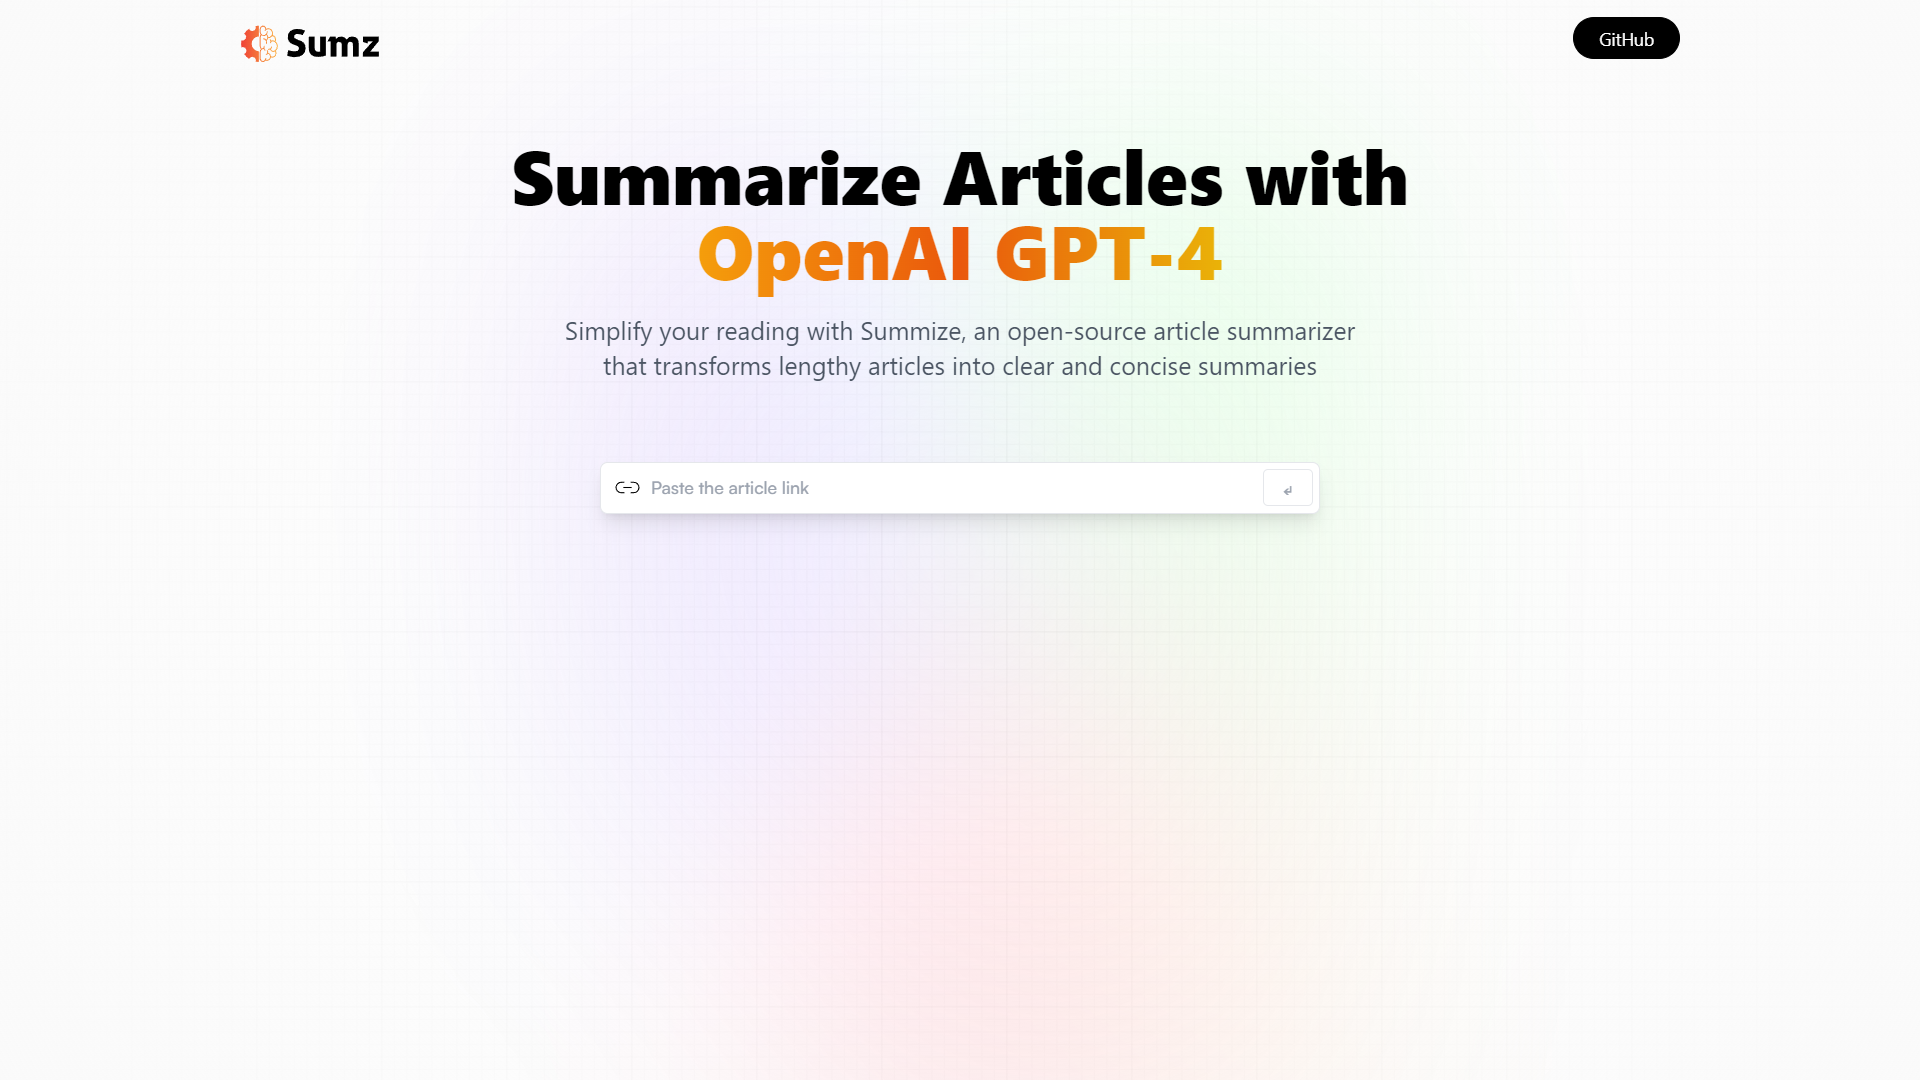 Sumz
GitHub
Summarize Articles with
OpenAI GPT-4
Simplify your reading with Summize, an open-source article summarizer
that transforms lengthy articles into clear and concise summaries
Paste the article link
↵